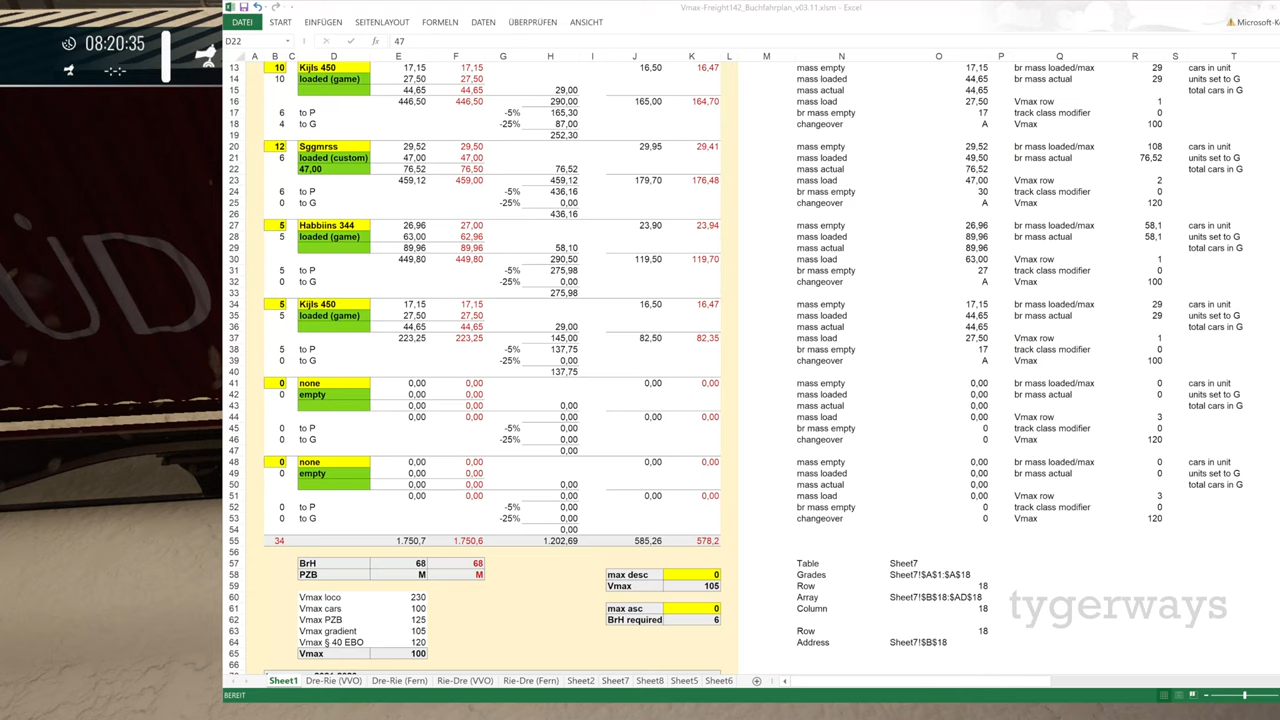 08:20:35
Vmax-Freight142_Buchfahrplan_v03.11.xlsm - Excel
DATEI START EINFÜGEN SEITENLAYOUT FORMELN DATEN ÜBERPRÜFEN ANSICHT Microsoft-K
D22 fx 47
A B C D E F G H I J K L M N O P Q R S T
13 10 Kijls 450 17,15 17,15 16,50 16,47 mass empty 17,15 br mass loaded/max 29 cars in unit
14 10 loaded (game) 27,50 27,50 mass loaded 44,65 br mass actual 29 units set to G
15 44,65 44,65 29,00 mass actual 44,65 total cars in G
16 446,50 446,50 290,00 165,00 164,70 mass load 27,50 Vmax row 1
17 6 to P -5% 165,30 br mass empty 17 track class modifier 0
18 4 to G -25% 87,00 changeover A Vmax 100
19 252,30
20 12 Sggmrss 29,52 29,50 29,95 29,41 mass empty 29,52 br mass loaded/max 108 cars in unit
21 6 loaded (custom) 47,00 47,00 mass loaded 49,50 br mass actual 76,52 units set to G
22 47,00 76,52 76,50 76,52 mass actual 76,52 total cars in G
23 459,12 459,00 459,12 179,70 176,48 mass load 47,00 Vmax row 2
24 6 to P -5% 436,16 br mass empty 30 track class modifier 0
25 0 to G -25% 0,00 changeover A Vmax 120
26 436,16
27 5 Habbiins 344 26,96 27,00 23,90 23,94 mass empty 26,96 br mass loaded/max 58,1 cars in unit
28 5 loaded (game) 63,00 62,96 mass loaded 89,96 br mass actual 58,1 units set to G
29 89,96 89,96 58,10 mass actual 89,96 total cars in G
30 449,80 449,80 290,50 119,50 119,70 mass load 63,00 Vmax row 1
31 5 to P -5% 275,98 br mass empty 27 track class modifier 0
32 0 to G -25% 0,00 changeover A Vmax 100
33 275,98
34 5 Kijls 450 17,15 17,15 16,50 16,47 mass empty 17,15 br mass loaded/max 29 cars in unit
35 5 loaded (game) 27,50 27,50 mass loaded 44,65 br mass actual 29 units set to G
36 44,65 44,65 29,00 mass actual 44,65 total cars in G
37 223,25 223,25 145,00 82,50 82,35 mass load 27,50 Vmax row 1
38 5 to P -5% 137,75 br mass empty 17 track class modifier 0
39 0 to G -25% 0,00 changeover A Vmax 100
40 137,75
41 0 none 0,00 0,00 0,00 0,00 mass empty 0,00 br mass loaded/max 0 cars in unit
42 0 empty 0,00 0,00 mass loaded 0,00 br mass actual 0 units set to G
43 0,00 0,00 0,00 mass actual 0,00 total cars in G
44 0,00 0,00 0,00 0,00 0,00 mass load 0,00 Vmax row 3
45 0 to P -5% 0,00 br mass empty 0 track class modifier 0
46 0 to G -25% 0,00 changeover 0 Vmax 120
47 0,00
48 0 none 0,00 0,00 0,00 0,00 mass empty 0,00 br mass loaded/max 0 cars in unit
49 0 empty 0,00 0,00 mass loaded 0,00 br mass actual 0 units set to G
50 0,00 0,00 0,00 mass actual 0,00 total cars in G
51 0,00 0,00 0,00 0,00 0,00 mass load 0,00 Vmax row 3
52 0 to P -5% 0,00 br mass empty 0 track class modifier 0
53 0 to G -25% 0,00 changeover 0 Vmax 120
54 0,00
55 34 1.750,7 1.750,6 1.202,69 585,26 578,2
56
57 BrH 68 68 Table Sheet7
58 PZB M M max desc 0 Grades Sheet7!$A$1:$A$18
59 Vmax 105 Row 18
60 Vmax loco 230 Array Sheet7!$B$18:$AD$18
61 Vmax cars 100 max asc 0 Column 18
62 Vmax PZB 125 BrH required 6
63 Vmax gradient 105 Row 18
64 Vmax § 40 EBO 120 Address Sheet7!$B$18
65 Vmax 100
66
tygerways
Sheet1 Dre-Rie (VVO) Dre-Rie (Fern) Rie-Dre (VVO) Rie-Dre (Fern) Sheet2 Sheet7 Sheet8 Sheet5 Sheet6
BEREIT